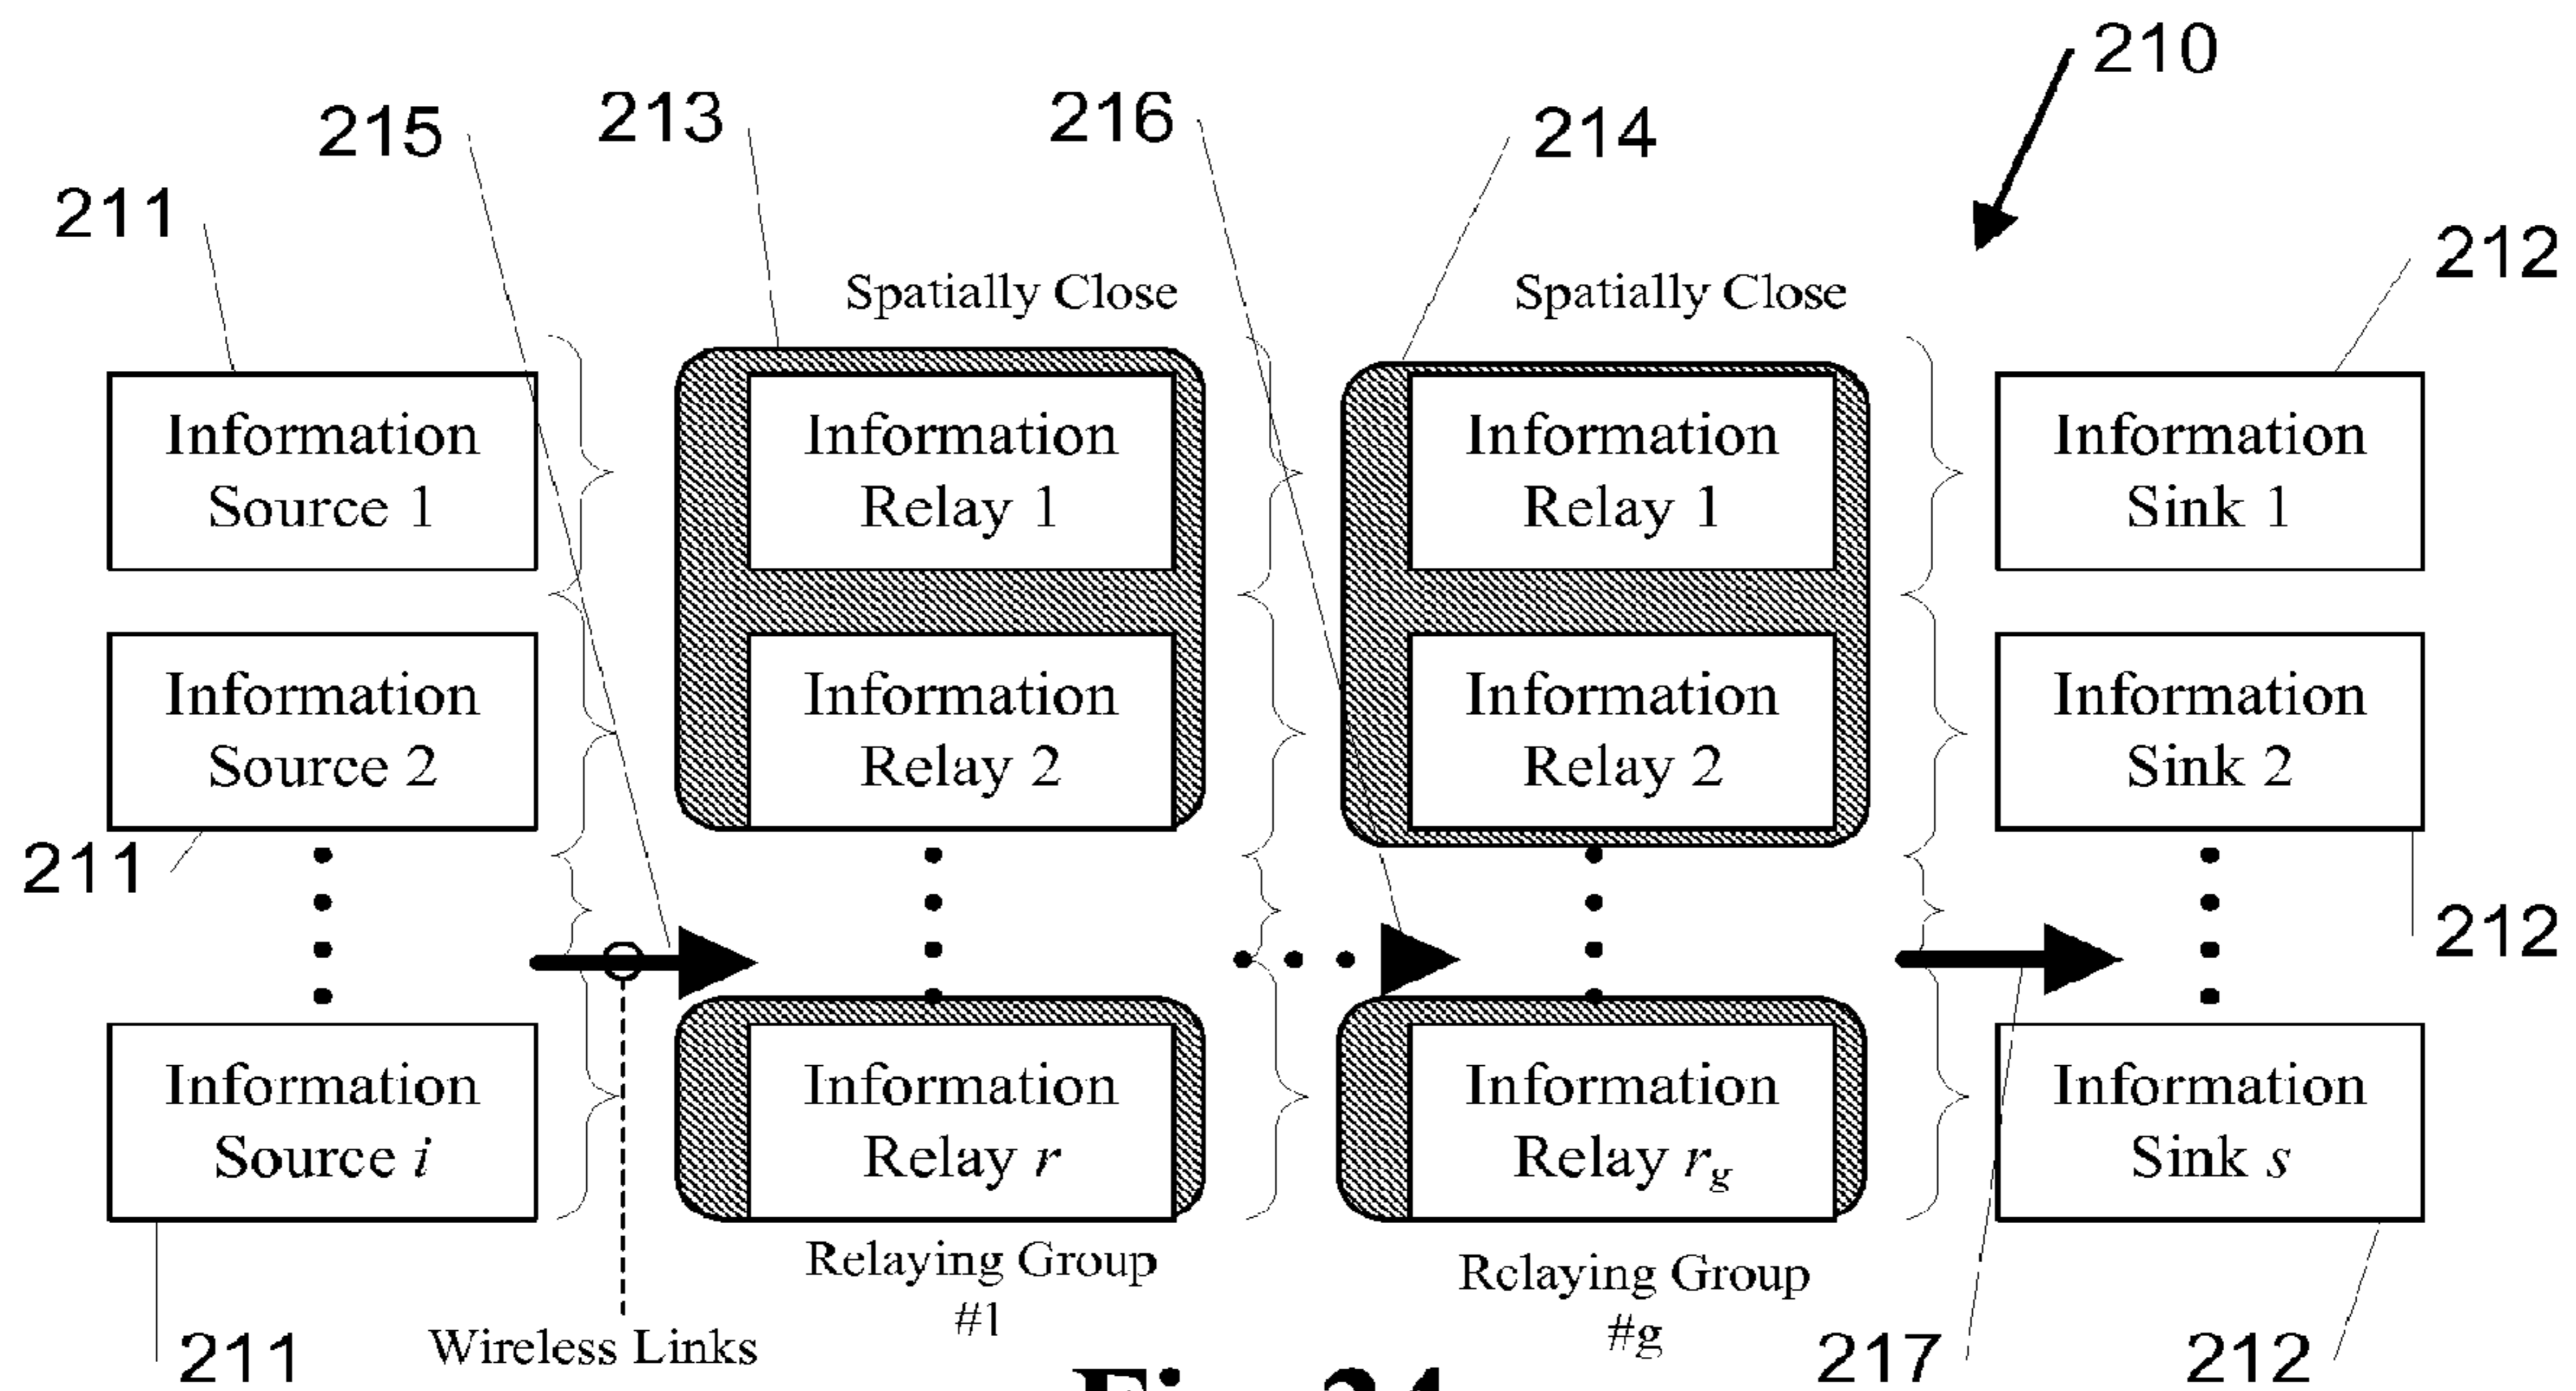 210
215
213
216
214
211
212
Spatially Close
Spatially Close
Information
Source 1
Information
Relay 1
Information
Relay 1
Information
Sink 1
Information
Source 2
Information
Relay 2
Information
Relay 2
Information
Sink 2
211
212
Information
Source i
Information
Relay r
Information
Relay rg
Information
Sink s
Relaying Group
#1
Relaying Group
#g
Wireless Links
211
217
212